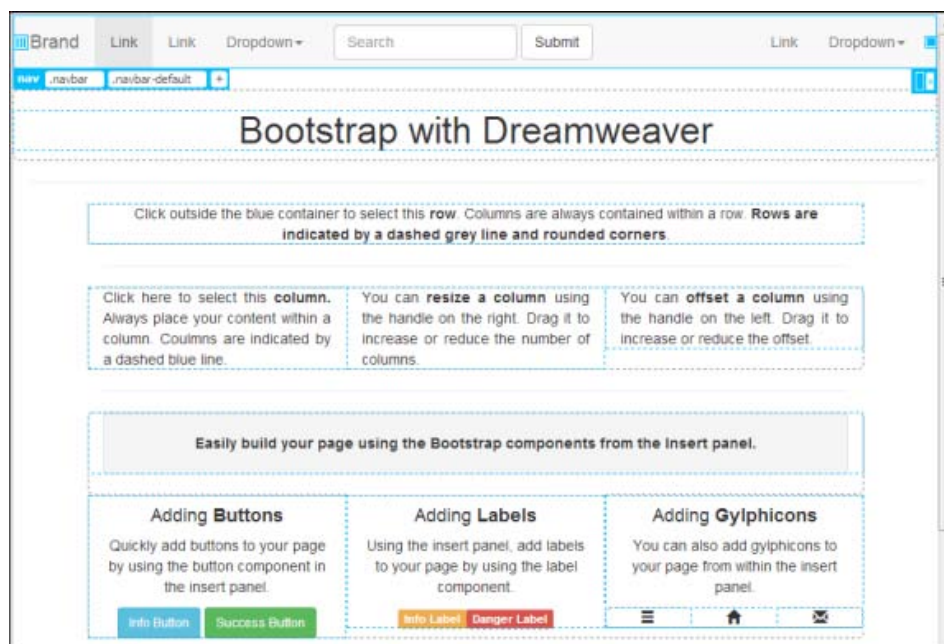 Brand Link Link Dropdown Search Submit Link Dropdown
nav .navbar .navbar-default +
Bootstrap with Dreamweaver
Click outside the blue container to select this row. Columns are always contained within a row. Rows are
indicated by a dashed grey line and rounded corners.
Click here to select this column.
Always place your content within a
column. Coulmns are indicated by
a dashed blue line.
You can resize a column using
the handle on the right. Drag it to
increase or reduce the number of
columns.
You can offset a column using
the handle on the left. Drag it to
increase or reduce the offset.
Easily build your page using the Bootstrap components from the Insert panel.
Adding Buttons
Quickly add buttons to your page
by using the button component in
the insert panel.
Info Button Success Button
Adding Labels
Using the insert panel, add labels
to your page by using the label
component.
Info Label Danger Label
Adding Gylphicons
You can also add gylphicons to
your page from within the insert
panel.